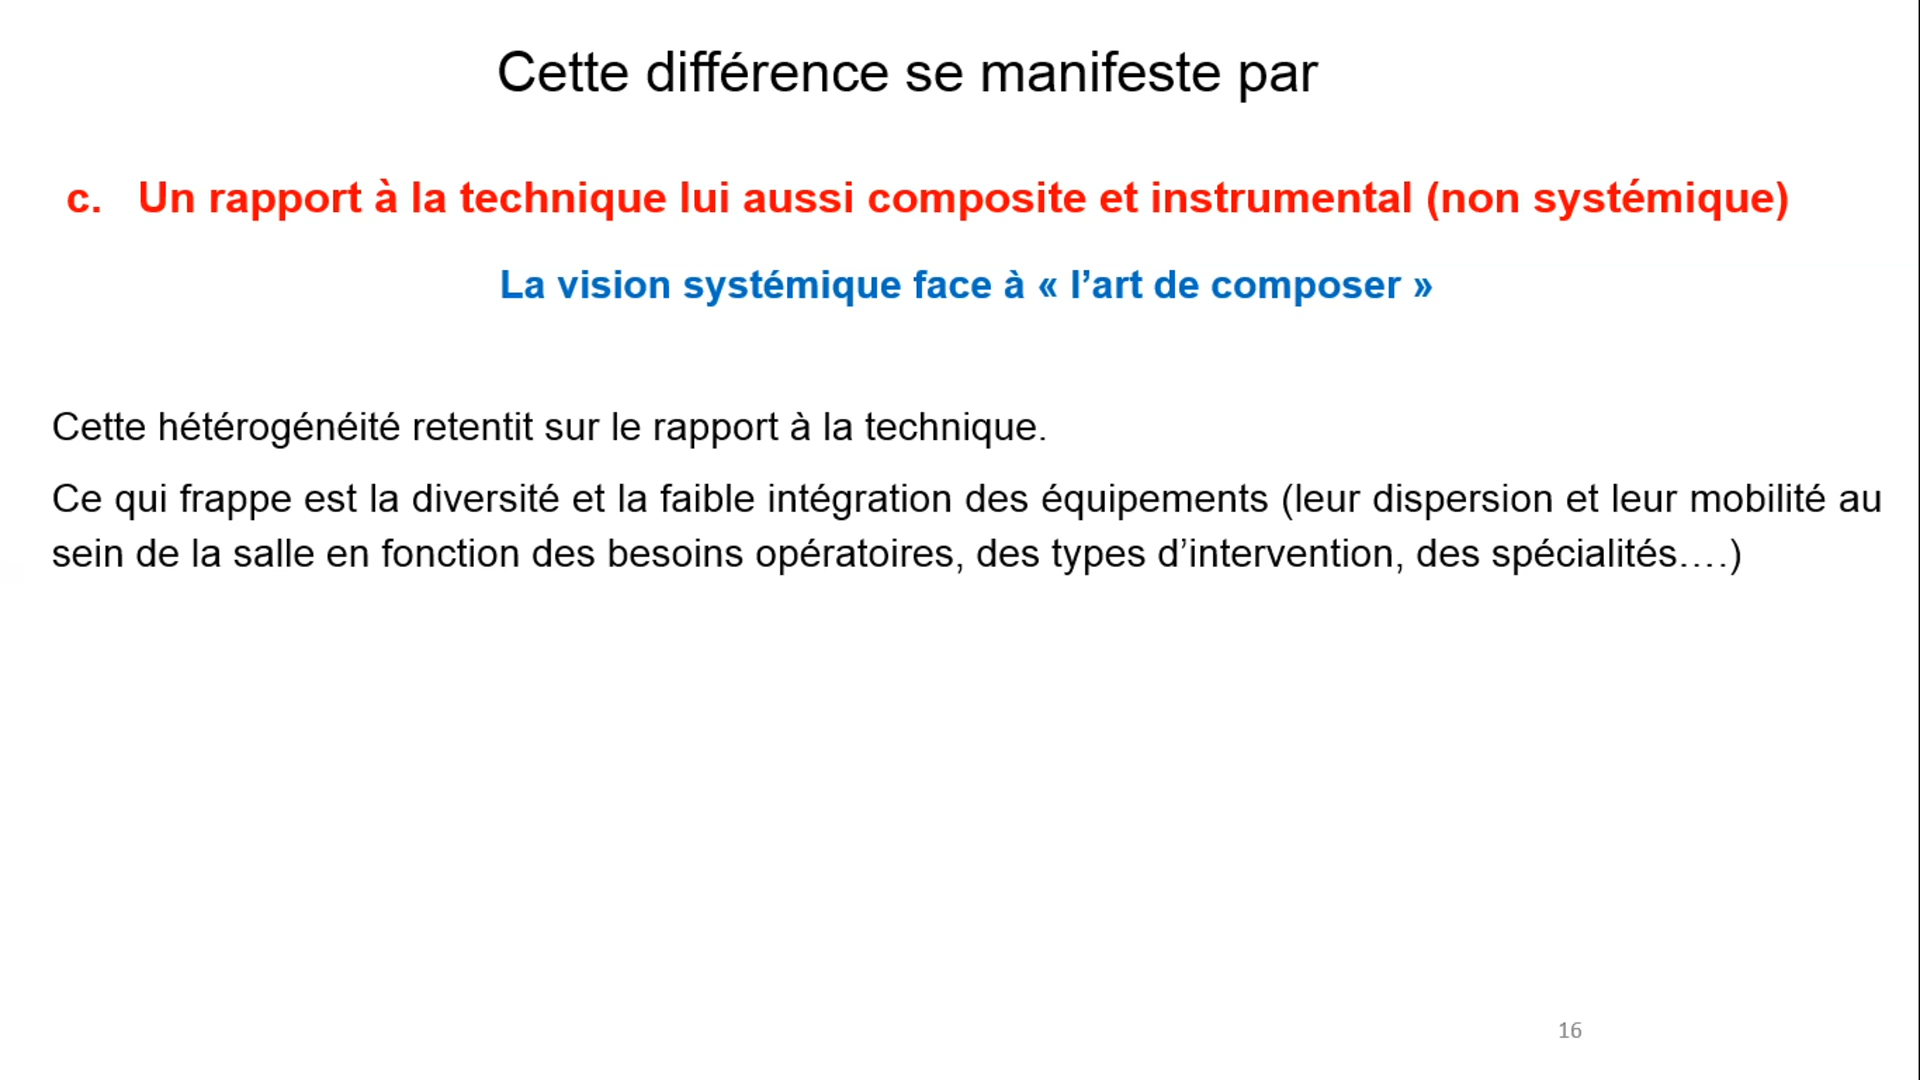 Cette différence se manifeste par
c. Un rapport à la technique lui aussi composite et instrumental (non systémique)
La vision systémique face à « l’art de composer »
Cette hétérogénéité retentit sur le rapport à la technique.
Ce qui frappe est la diversité et la faible intégration des équipements (leur dispersion et leur mobilité au
sein de la salle en fonction des besoins opératoires, des types d’intervention, des spécialités….)
16